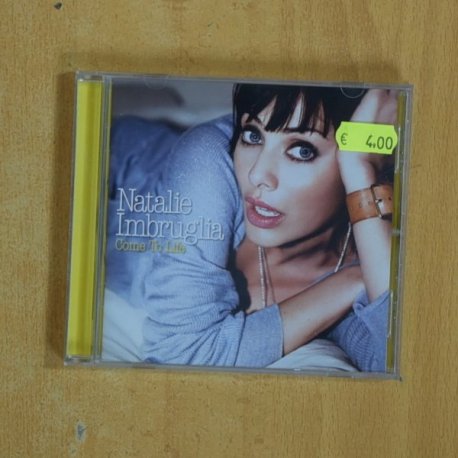 € 4.00
Natalie
Imbruglia
Come To Life